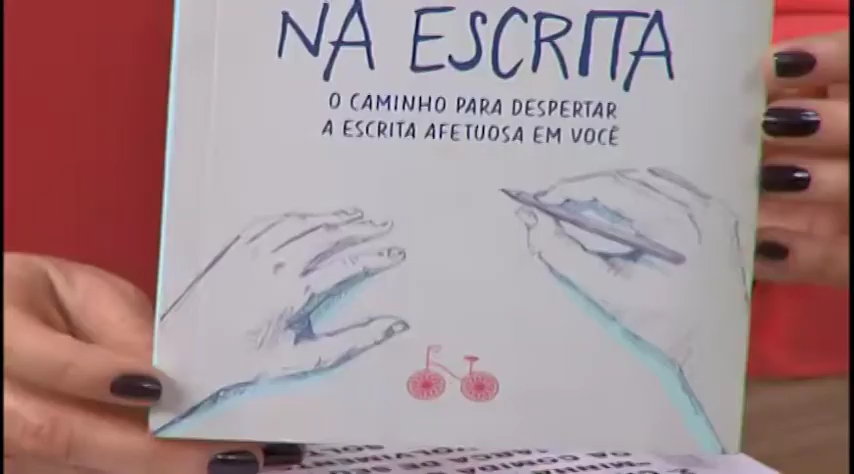 NA ESCRITA
O CAMINHO PARA DESPERTAR
A ESCRITA AFETUOSA EM VOCÊ